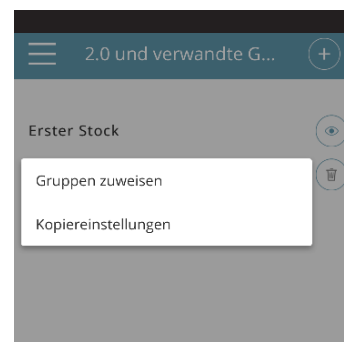 2.0 und verwandte G...
Erster Stock
Gruppen zuweisen
Kopiereinstellungen